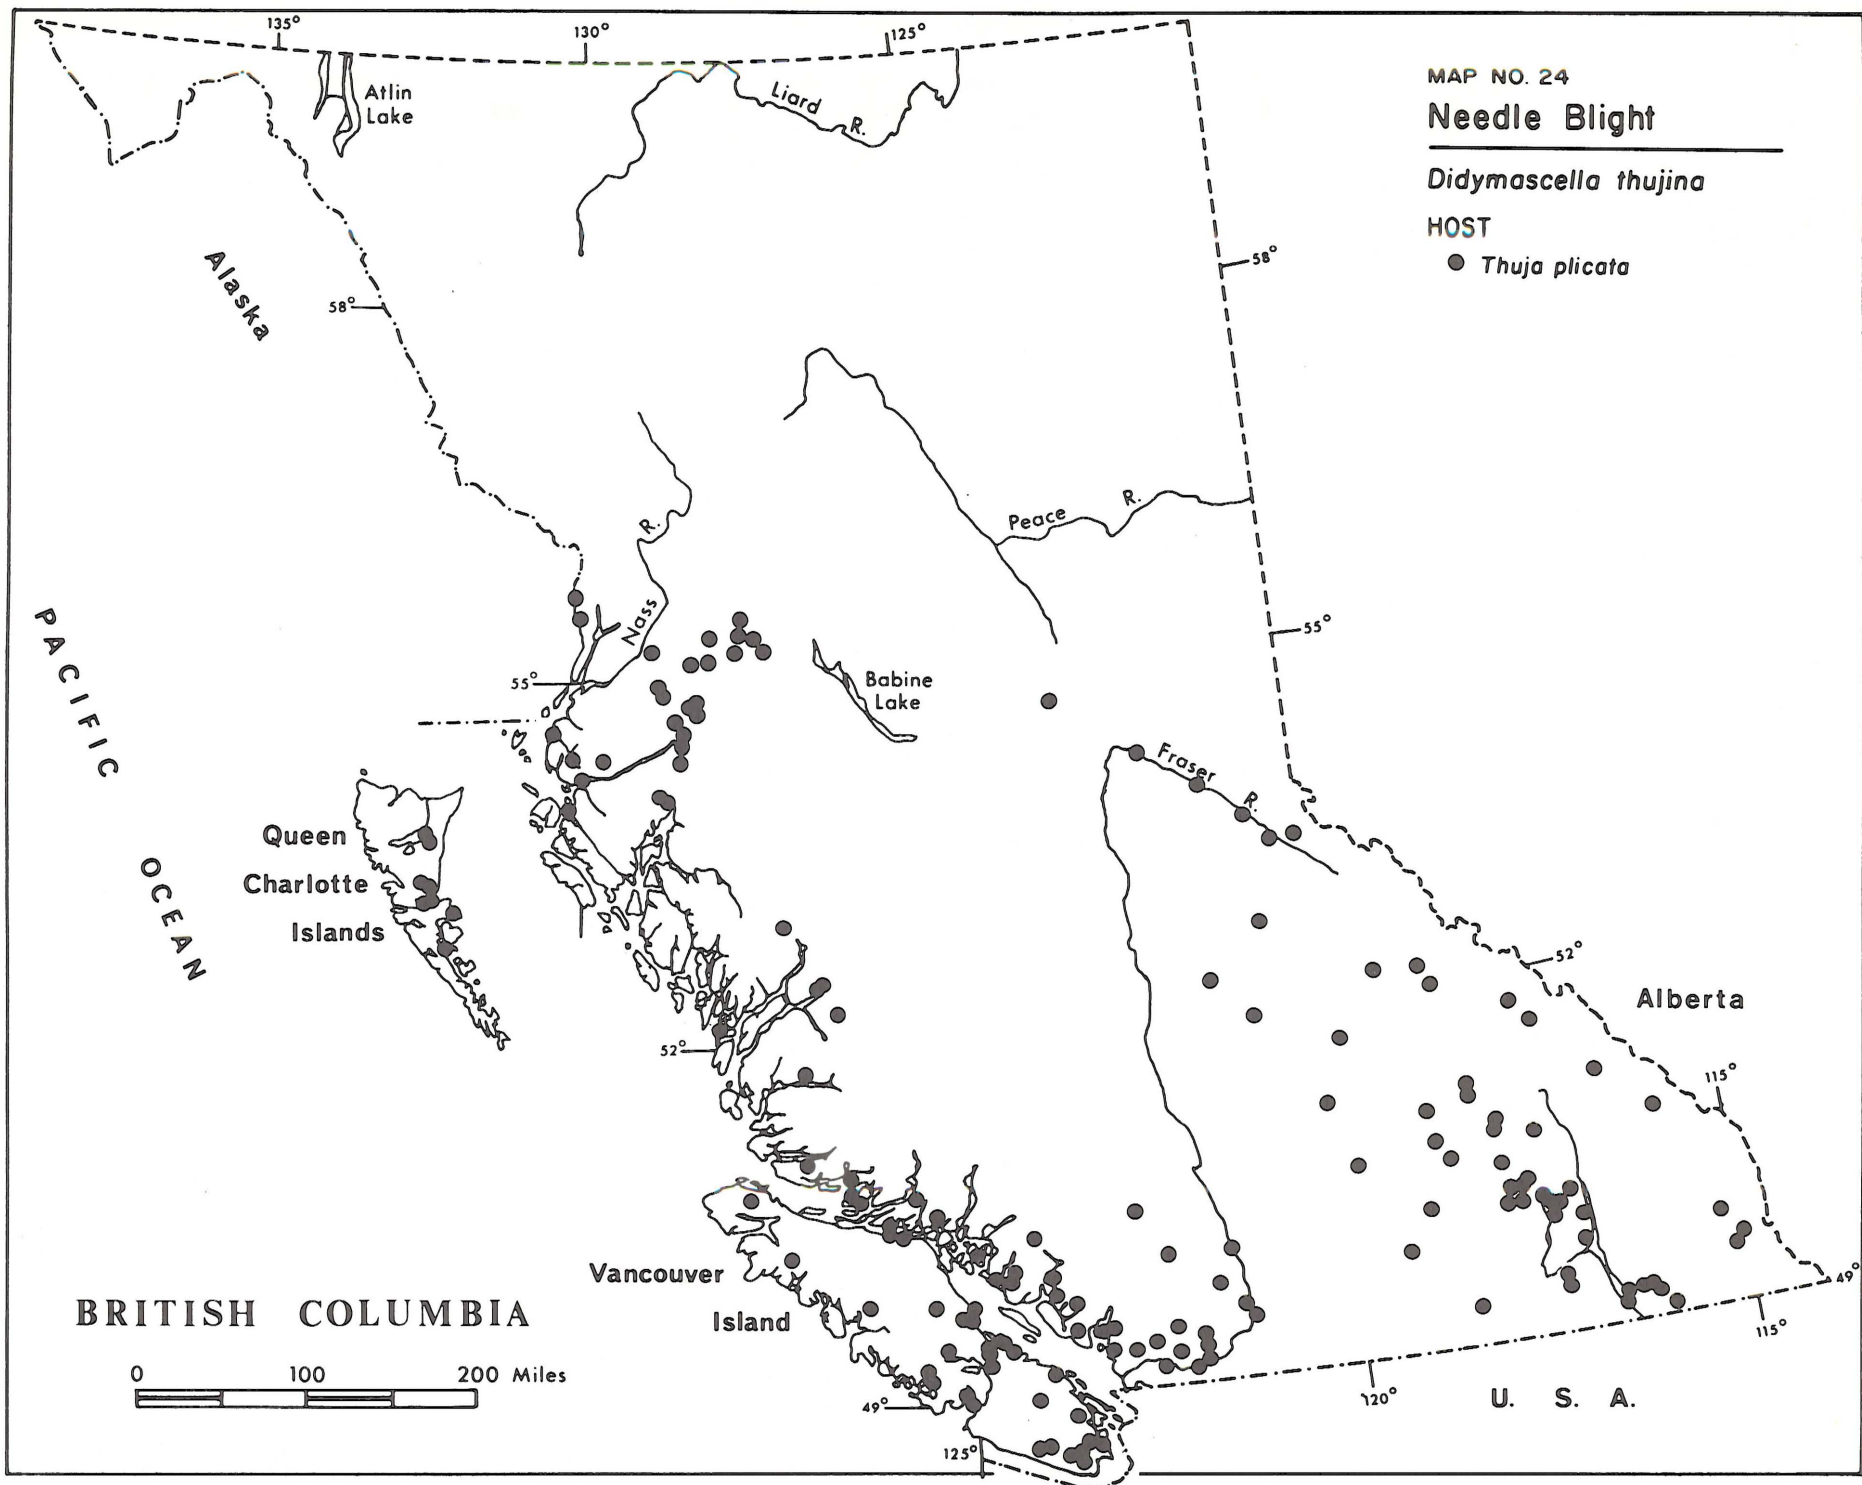 135°
130°
125°
Atlin
Lake
Liard
R.
MAP NO. 24
Needle Blight
Didymascella thujina
HOST
Thuja plicata
58°
Alaska
58°
Peace
R.
R.
Nass
55°
55°
PACIFIC
OCEAN
Babine
Lake
Fraser
R.
Queen
Charlotte
Islands
52°
52°
Alberta
115°
Vancouver
Island
BRITISH COLUMBIA
0 100 200 Miles
49°
115°
120°
U. S. A.
49°
125°